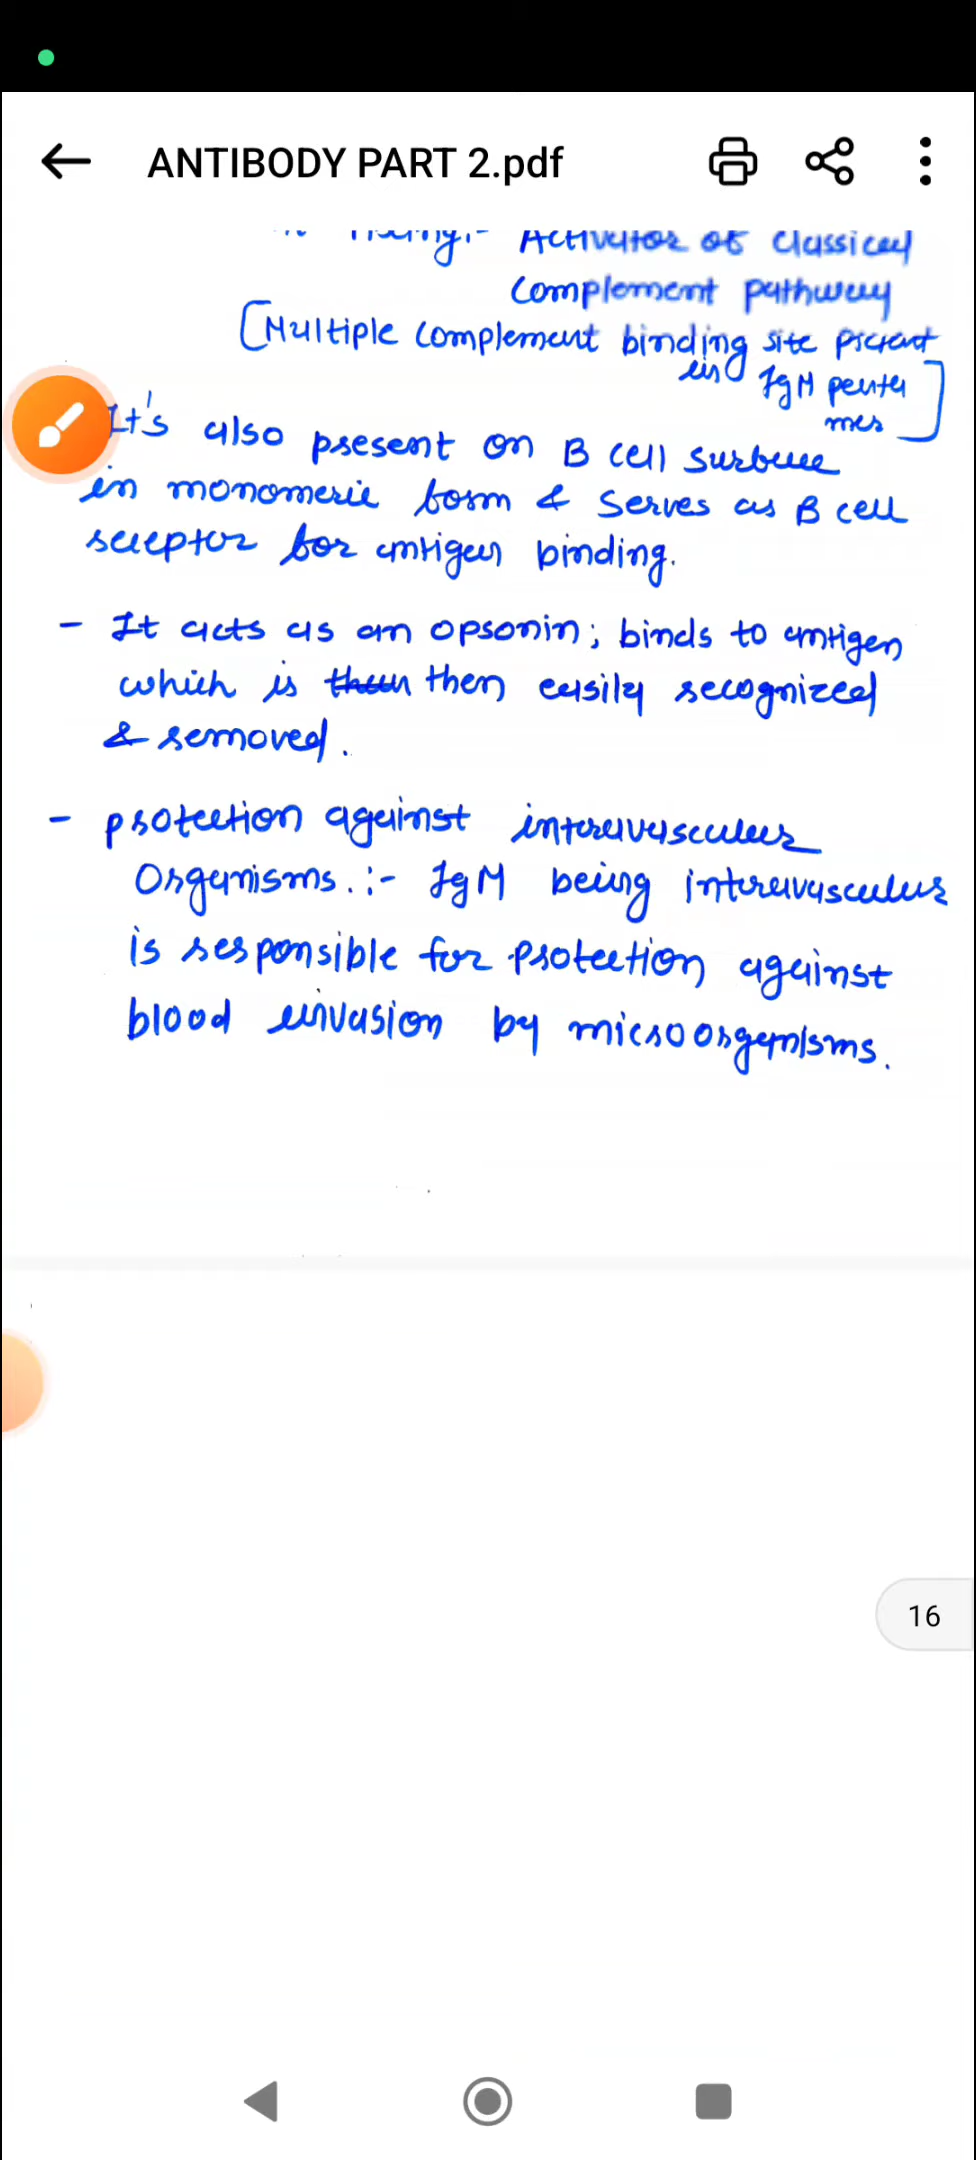 ANTIBODY PART 2.pdf
fixing:- Activator of classical
complement pathway
[Multiple complement binding site present
in IgM penta
mer]
It's also present on B cell surface
in monomeric form & serves as B cell
receptor for antigen binding.
- It acts as an opsonin; binds to antigen
which is then easily recognized
& removed.
- protection against intravascular
Organisms.:- IgM being intravascular
is responsible for protection against
blood invasion by microorganisms.
16